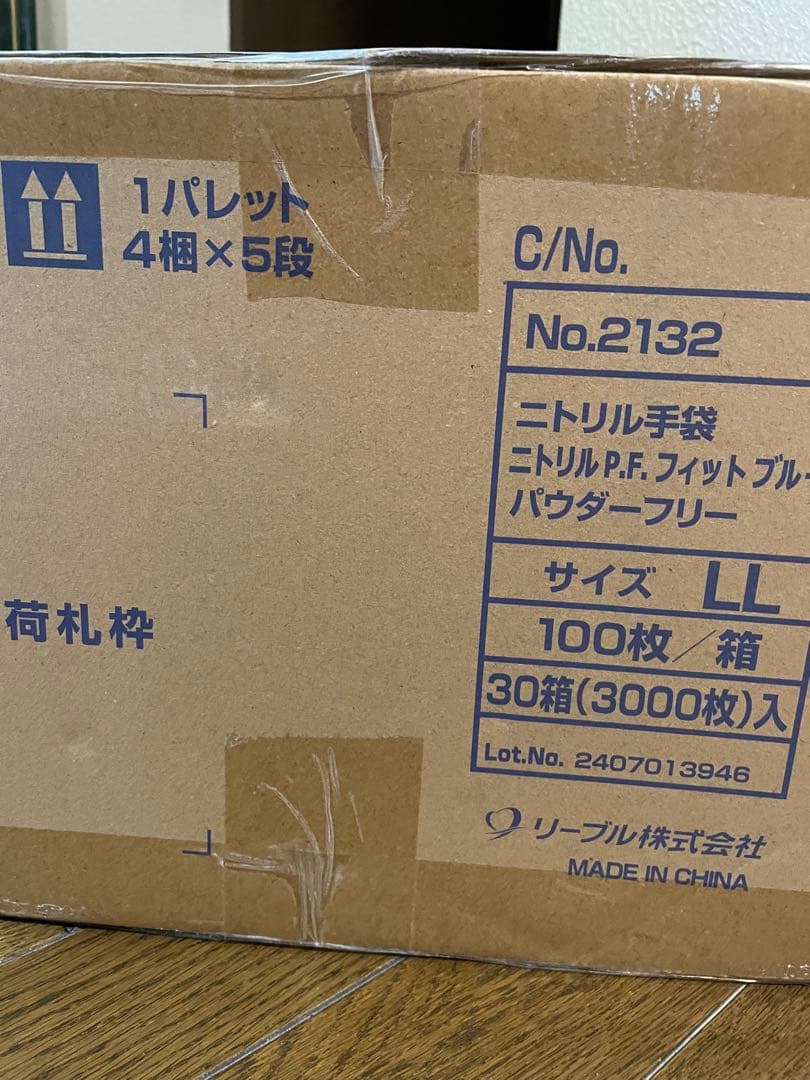 1パレット
4梱×5段
C/No.
No.2132
ニトリル手袋
ニトリルP.F.フィットブルー
パウダーフリー
サイズ LL
100枚／箱
30箱(3000枚)入
Lot.No. 2407013946
荷札枠
リーブル株式会社
MADE IN CHINA